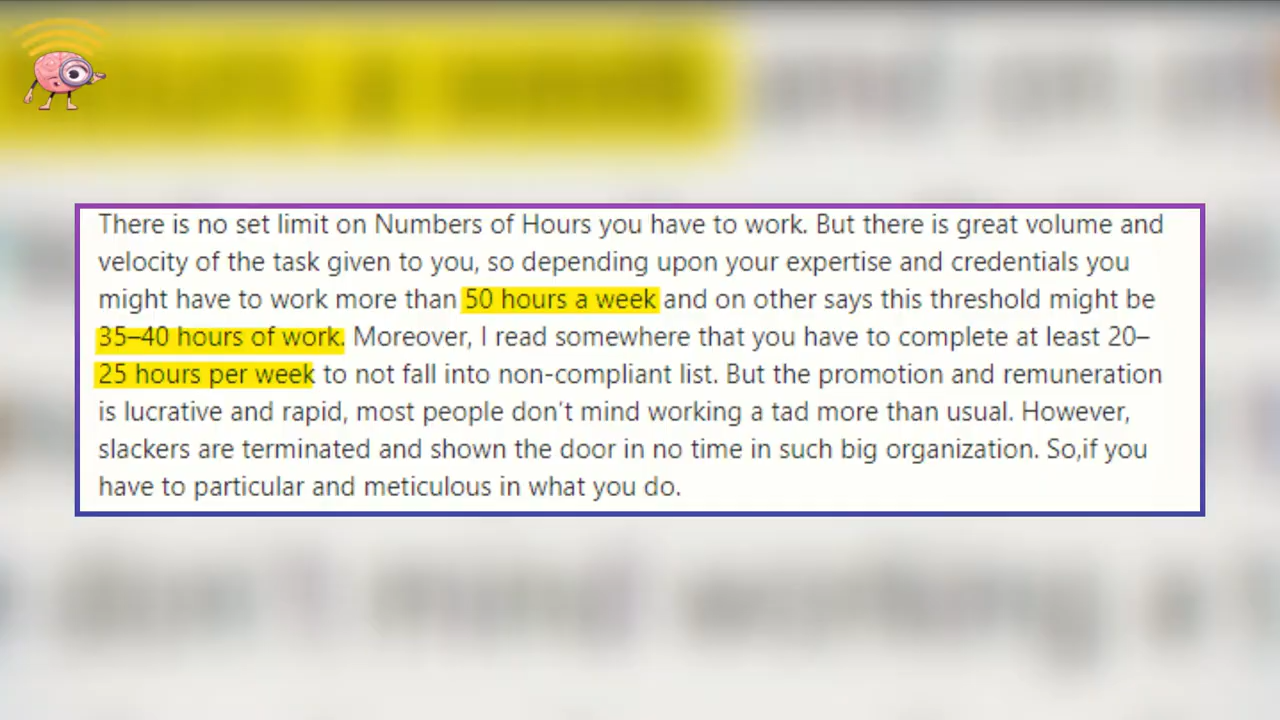 There is no set limit on Numbers of Hours you have to work. But there is great volume and
velocity of the task given to you, so depending upon your expertise and credentials you
might have to work more than 50 hours a week and on other says this threshold might be
35–40 hours of work. Moreover, I read somewhere that you have to complete at least 20–
25 hours per week to not fall into non-compliant list. But the promotion and remuneration
is lucrative and rapid, most people don't mind working a tad more than usual. However,
slackers are terminated and shown the door in no time in such big organization. So,if you
have to particular and meticulous in what you do.